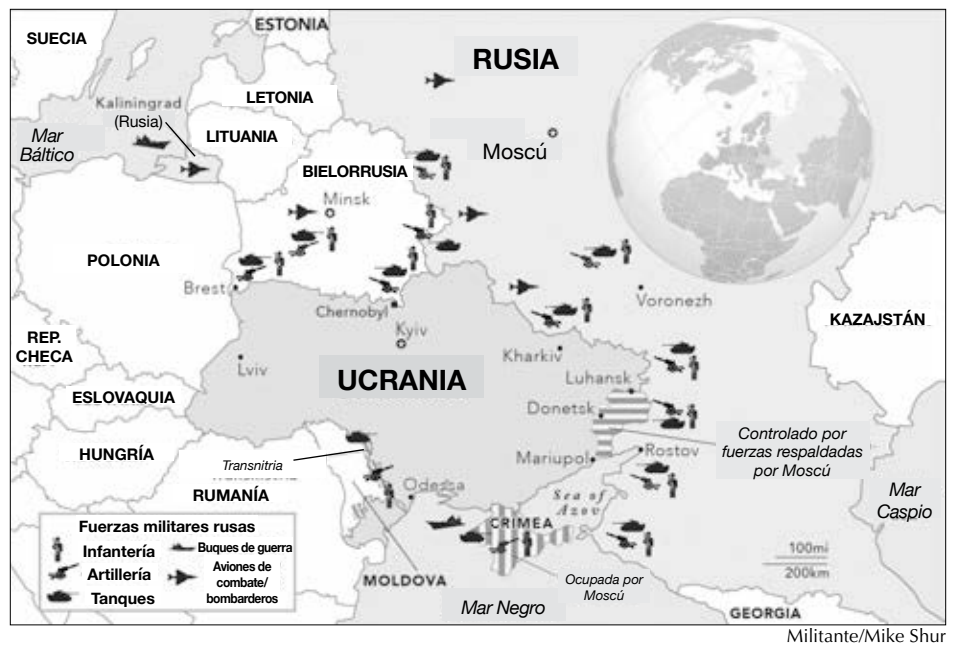 SUECIA
ESTONIA
RUSIA
LETONIA
Kaliningrad
(Rusia)
LITUANIA
Mar
Báltico
Moscú
BIELORRUSIA
Minsk
POLONIA
Brest
Voronezh
Chernobyl
Kyiv
KAZAJSTÁN
REP.
CHECA
Lviv
Kharkiv
UCRANIA
Luhansk
ESLOVAQUIA
Donetsk
Controlado por
fuerzas respaldadas
por Moscú
HUNGRÍA
Transnitria
Mariupol
Rostov
RUMANÍA
Odessa
Sea of
Azov
Mar
Caspio
CRIMEA
Fuerzas militares rusas
Infantería
Buques de guerra
Artillería
Aviones de
combate/
bombarderos
Tanques
MOLDOVA
Ocupada por
Moscú
100mi
200km
Mar Negro
GEORGIA
Militante/Mike Shur